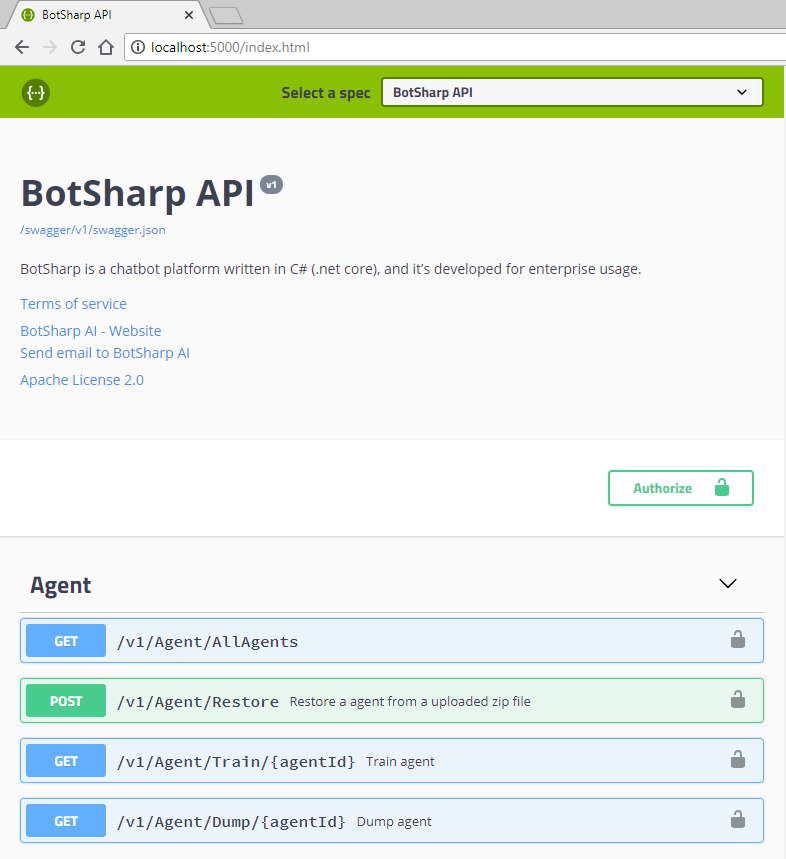 BotSharp API
localhost:5000/index.html
{···} Select a spec BotSharp API
BotSharp API v1
/swagger/v1/swagger.json
BotSharp is a chatbot platform written in C# (.net core), and it’s developed for enterprise usage.
Terms of service
BotSharp AI - Website
Send email to BotSharp AI
Apache License 2.0
Authorize
Agent
GET /v1/Agent/AllAgents
POST /v1/Agent/Restore Restore a agent from a uploaded zip file
GET /v1/Agent/Train/{agentId} Train agent
GET /v1/Agent/Dump/{agentId} Dump agent